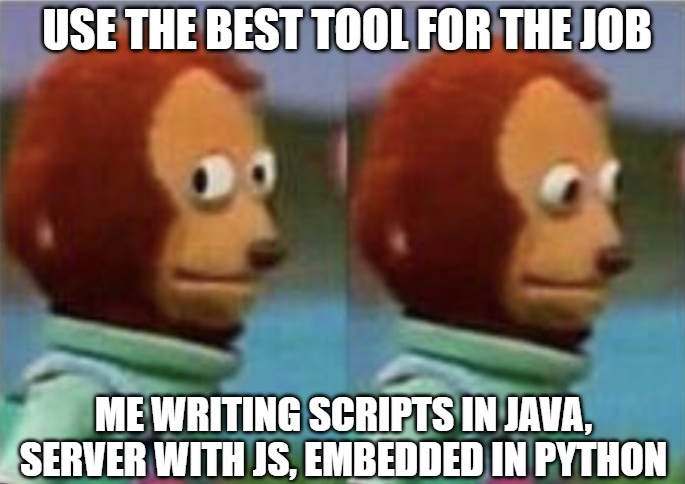 USE THE BEST TOOL FOR THE JOB
ME WRITING SCRIPTS IN JAVA,
SERVER WITH JS, EMBEDDED IN PYTHON